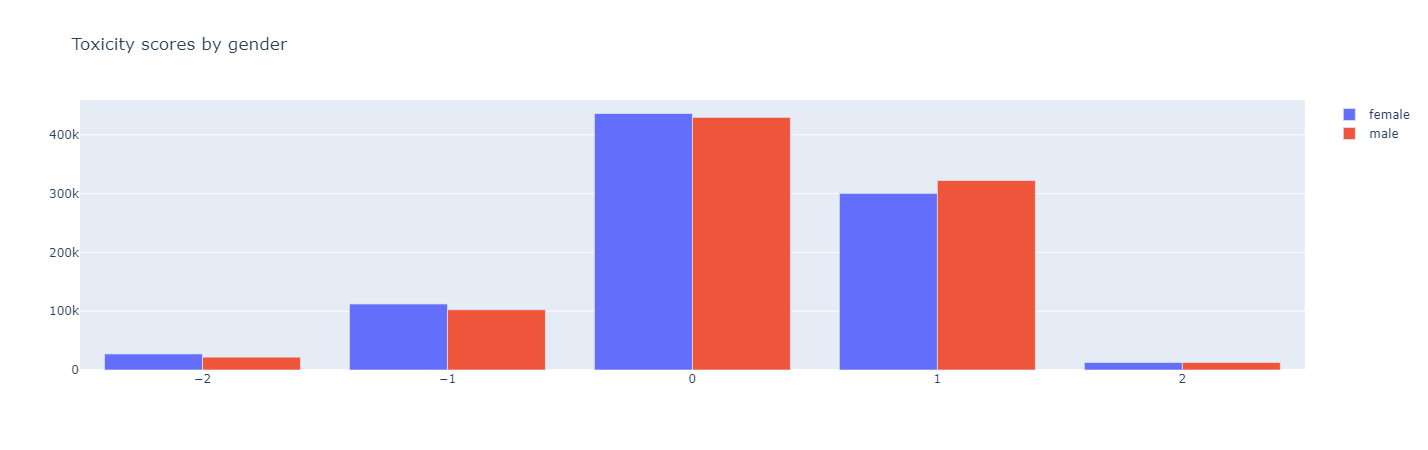 Toxicity scores by gender
female
male
400k
300k
200k
100k
0
−2
−1
0
1
2